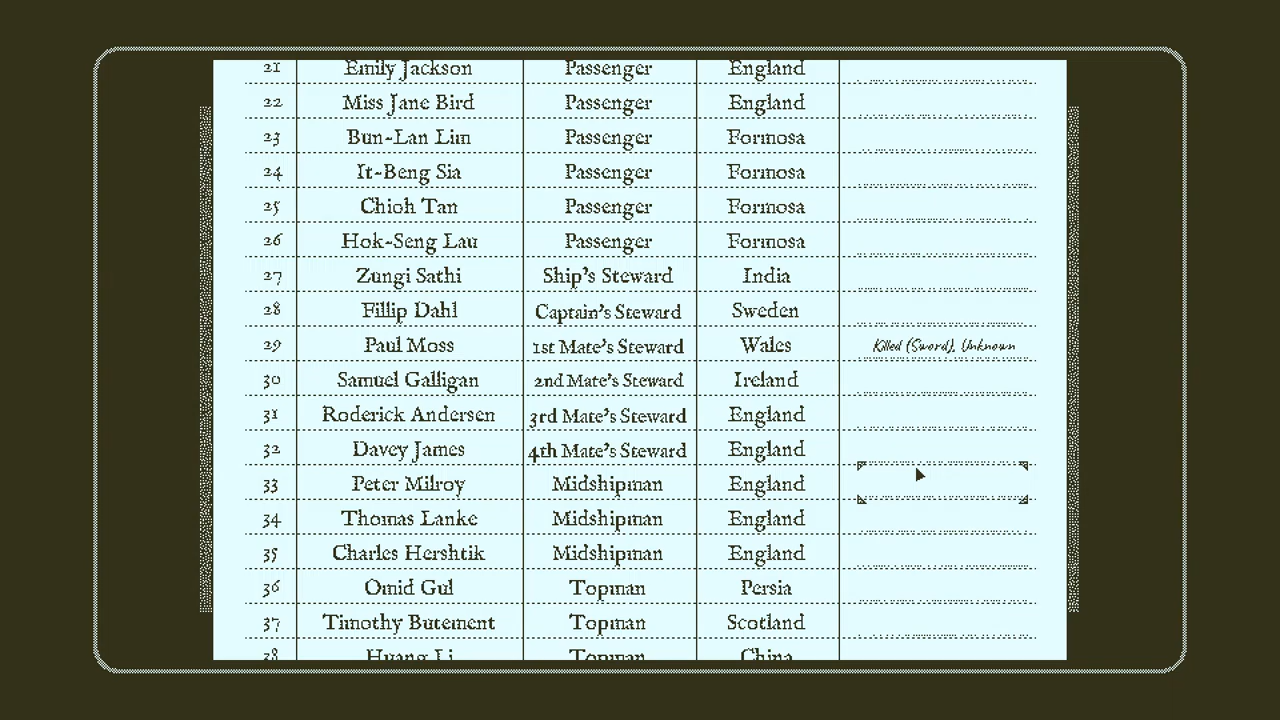 21 Emily Jackson Passenger England
22 Miss Jane Bird Passenger England
23 Bun-Lan Lim Passenger Formosa
24 It-Beng Sia Passenger Formosa
25 Chioh Tan Passenger Formosa
26 Hok-Seng Lau Passenger Formosa
27 Zungi Sathi Ship's Steward India
28 Fillip Dahl Captain's Steward Sweden
29 Paul Moss 1st Mate's Steward Wales Killed (Sword), Unknown
30 Samuel Galligan 2nd Mate's Steward Ireland
31 Roderick Andersen 3rd Mate's Steward England
32 Davey James 4th Mate's Steward England
33 Peter Milroy Midshipman England
34 Thomas Lanke Midshipman England
35 Charles Hershtik Midshipman England
36 Omid Gul Topman Persia
37 Timothy Butement Topman Scotland
38 Huang Li Topman China